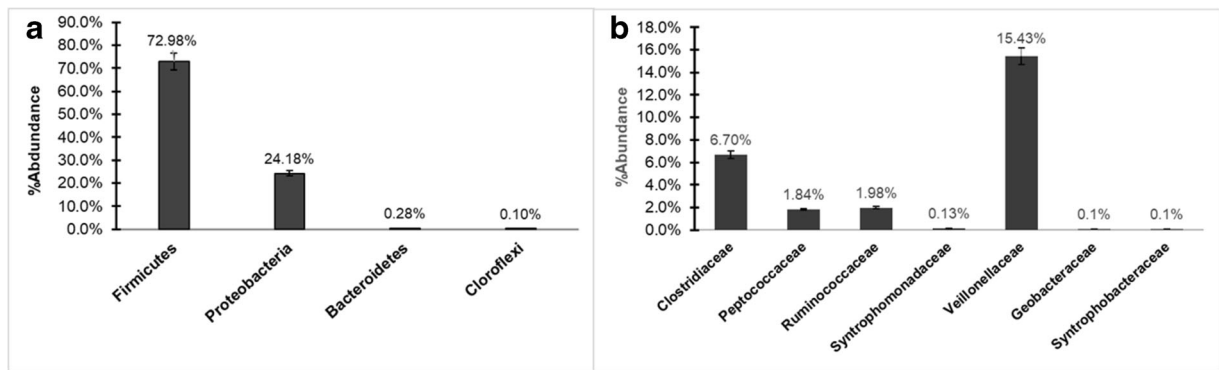 a
%Abdundance
90.0%
80.0%
70.0%
60.0%
50.0%
40.0%
30.0%
20.0%
10.0%
0.0%
72.98%
24.18%
0.28%
0.10%
Firmicutes
Proteobacteria
Bacteroidetes
Cloroflexi
b
%Abundance
18.0%
16.0%
14.0%
12.0%
10.0%
8.0%
6.0%
4.0%
2.0%
0.0%
6.70%
1.84%
1.98%
0.13%
15.43%
0.1%
0.1%
Clostridiaceae
Peptococcaceae
Ruminoccaceae
Syntrophomonadaceae
Veillonellaceae
Geobacteraceae
Syntrophobacteraceae